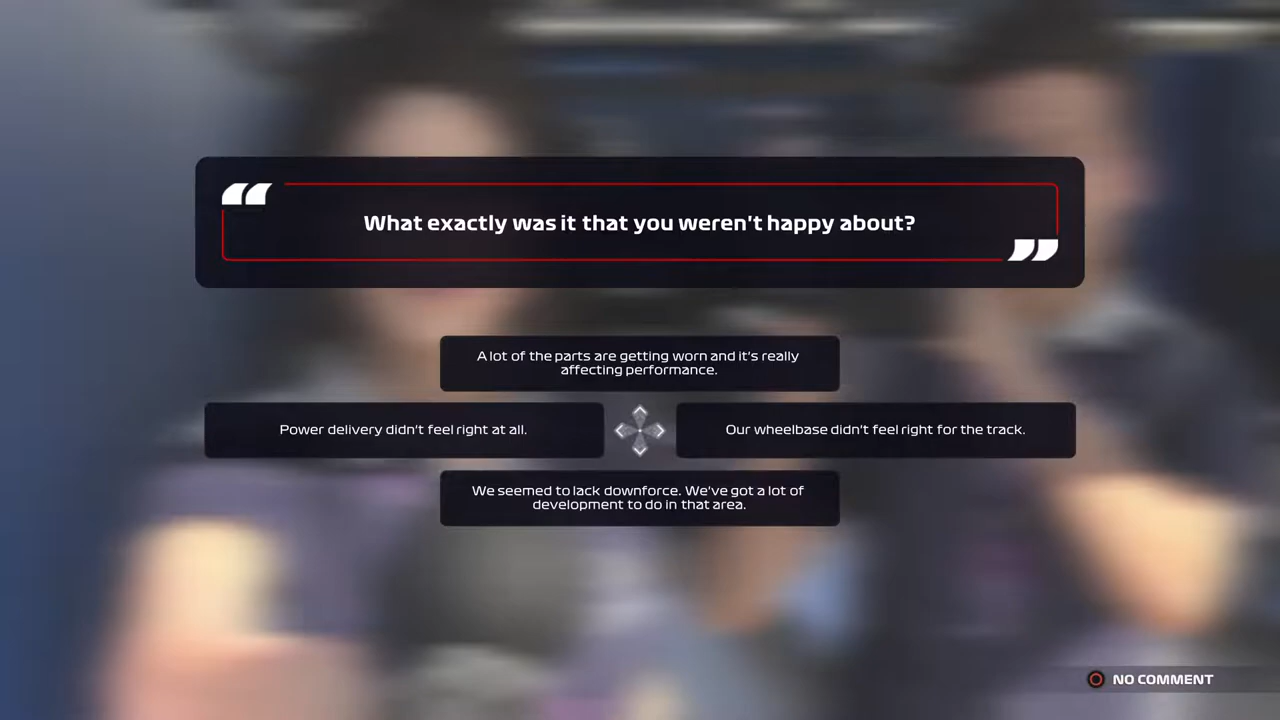 What exactly was it that you weren't happy about?
A lot of the parts are getting worn and it's really
affecting performance.
Power delivery didn't feel right at all.
Our wheelbase didn't feel right for the track.
We seemed to lack downforce. We've got a lot of
development to do in that area.
NO COMMENT